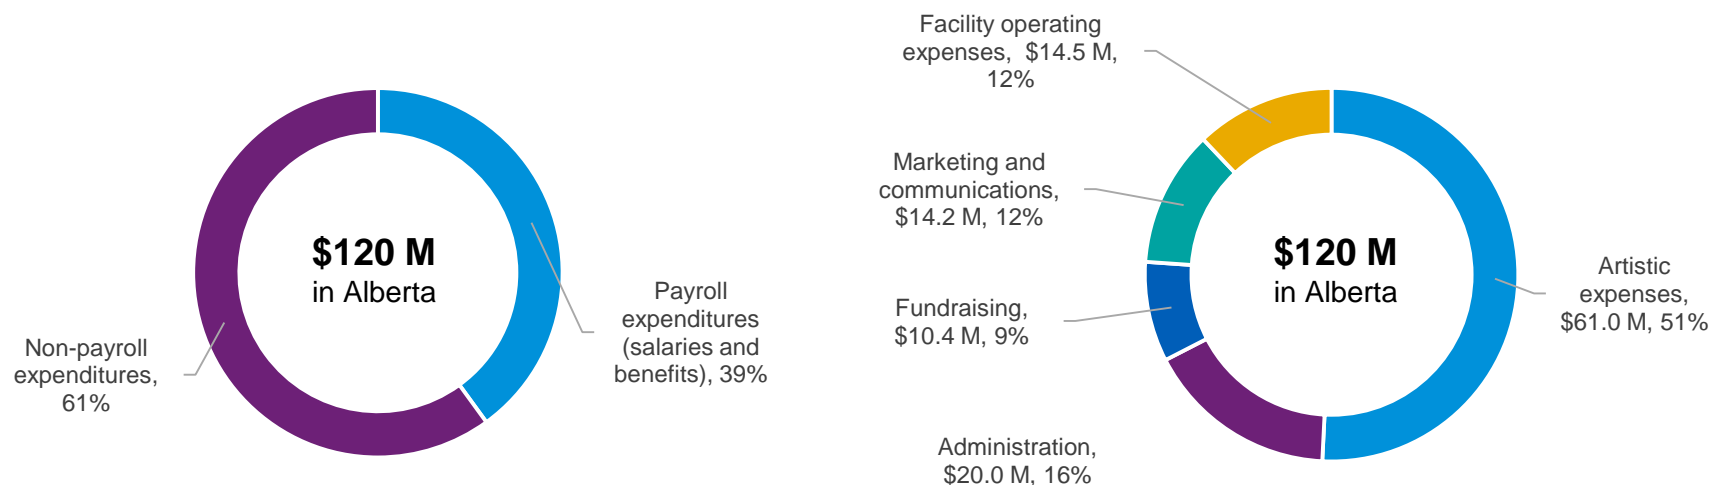 Non-payroll
expenditures,
61%
$120 M
in Alberta
Payroll
expenditures
(salaries and
benefits), 39%
Facility operating
expenses,  $14.5 M,
12%
Marketing and
communications,
$14.2 M, 12%
Fundraising,
$10.4 M, 9%
Administration,
$20.0 M, 16%
$120 M
in Alberta
Artistic
expenses,
$61.0 M, 51%